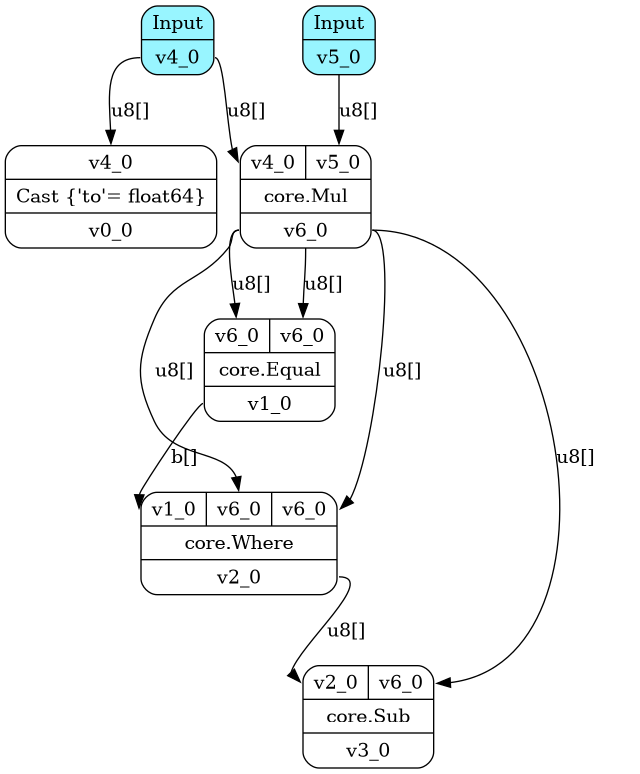 Input
v4_0
Input
v5_0
u8[]
u8[]
u8[]
v4_0
Cast {'to'= float64}
v0_0
v4_0 v5_0
core.Mul
v6_0
u8[]
u8[]
v6_0 v6_0
core.Equal
v1_0
u8[]
u8[]
b[]
u8[]
v1_0 v6_0 v6_0
core.Where
v2_0
u8[]
v2_0 v6_0
core.Sub
v3_0